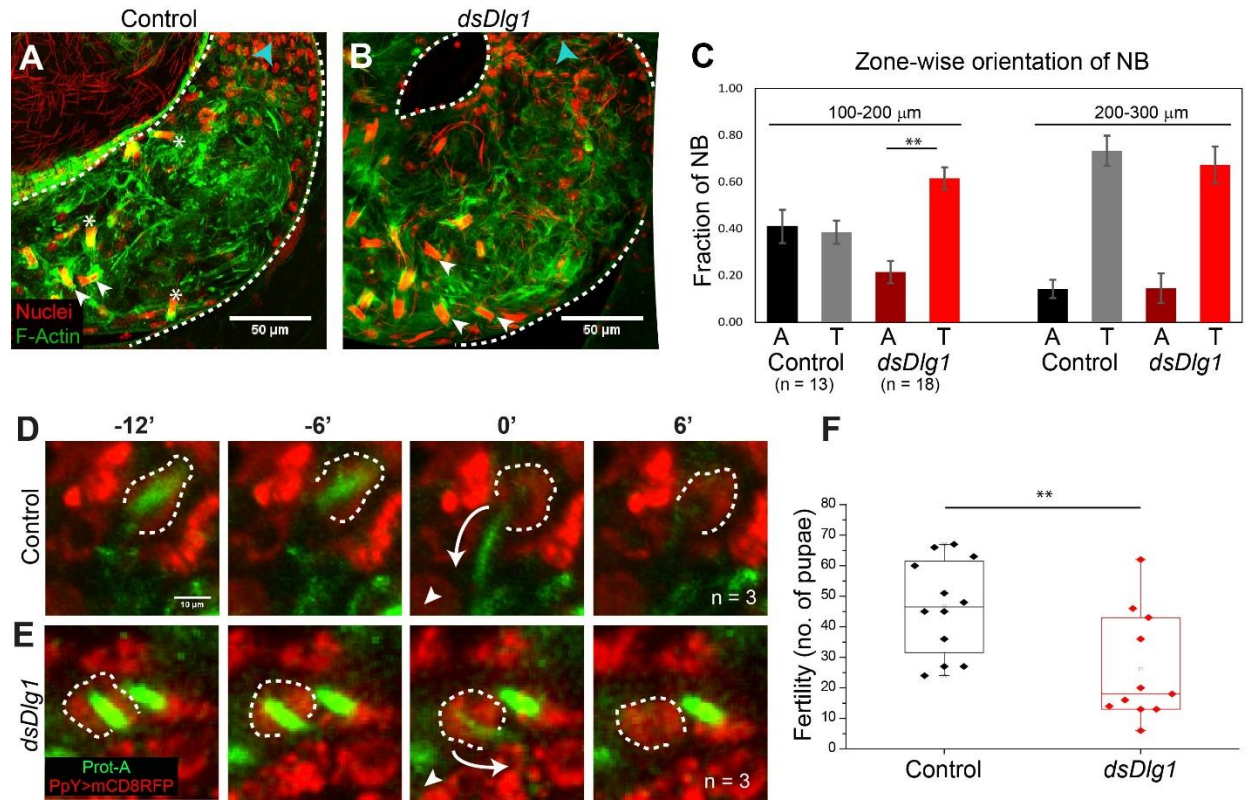 Control
dsDlg1
A
B
Nuclei
F-Actin
50 µm
50 µm
C
Zone-wise orientation of NB
Fraction of NB
0.80
0.60
0.40
0.20
0.00
100-200 µm
200-300 µm
**
A T A T A T A T
Control dsDlg1 Control dsDlg1
(n = 13) (n = 18)
* * *
D
-12' -6' 0' 6'
Control
10 µm
n = 3
E
dsDlg1
Prot-A
PpY>mCD8RFP
n = 3
F
Fertility (no. of pupae)
80
70
60
50
40
30
20
10
0
**
Control dsDlg1